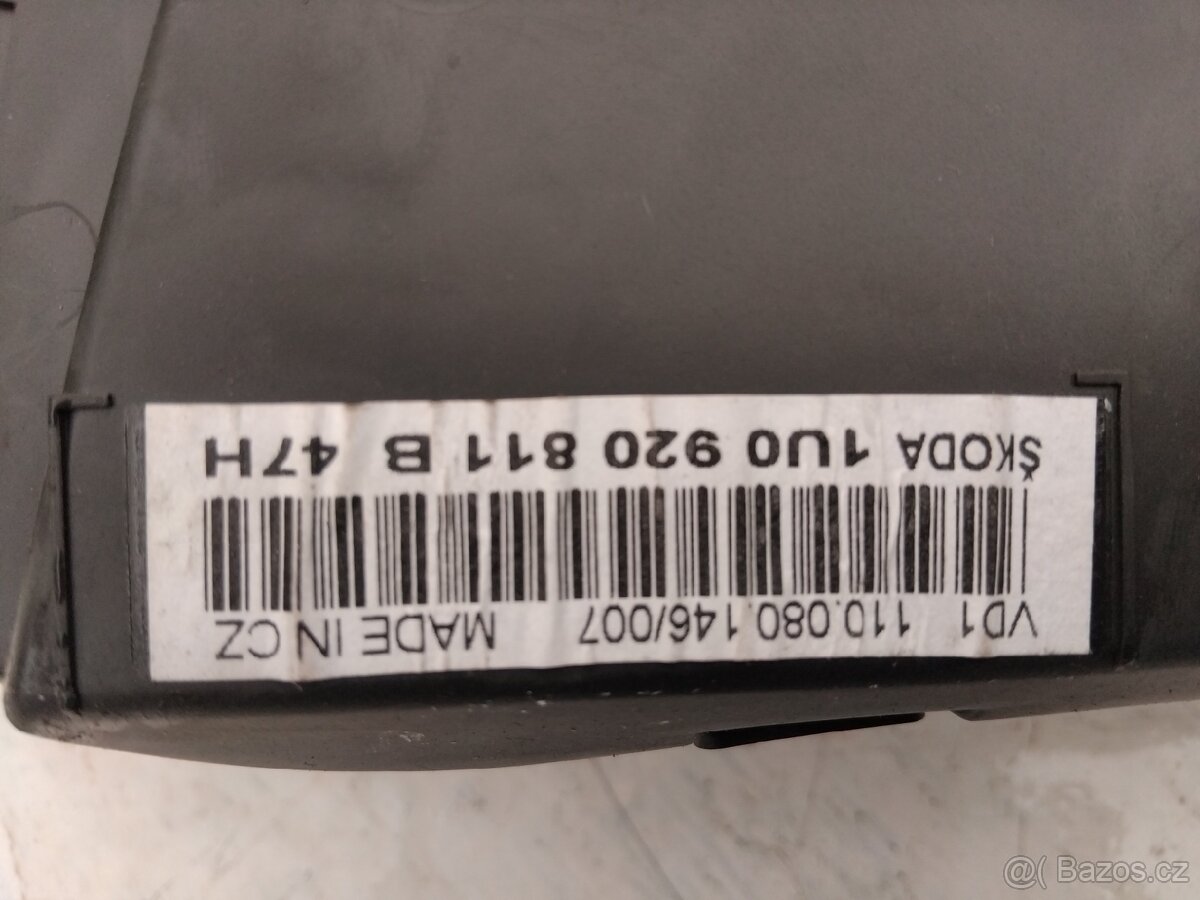 ŠKODA 1U0 920 811 B 47H
VD1 110.080.146/007 MADE IN CZ
@( Bazos.cz